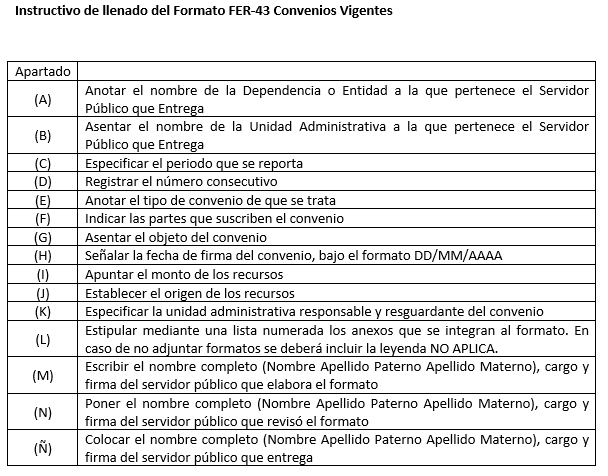 Instructivo de llenado del Formato FER-43 Convenios Vigentes
Apartado
(A) Anotar el nombre de la Dependencia o Entidad a la que pertenece el Servidor
Público que Entrega
(B) Asentar el nombre de la Unidad Administrativa a la que pertenece el Servidor
Público que Entrega
(C) Especificar el periodo que se reporta
(D) Registrar el número consecutivo
(E) Anotar el tipo de convenio de que se trata
(F) Indicar las partes que suscriben el convenio
(G) Asentar el objeto del convenio
(H) Señalar la fecha de firma del convenio, bajo el formato DD/MM/AAAA
(I) Apuntar el monto de los recursos
(J) Establecer el origen de los recursos
(K) Especificar la unidad administrativa responsable y resguardante del convenio
(L) Estipular mediante una lista numerada los anexos que se integran al formato. En
caso de no adjuntar formatos se deberá incluir la leyenda NO APLICA.
(M) Escribir el nombre completo (Nombre Apellido Paterno Apellido Materno), cargo y
firma del servidor público que elabora el formato
(N) Poner el nombre completo (Nombre Apellido Paterno Apellido Materno), cargo y
firma del servidor público que revisó el formato
(Ñ) Colocar el nombre completo (Nombre Apellido Paterno Apellido Materno), cargo y
firma del servidor público que entrega